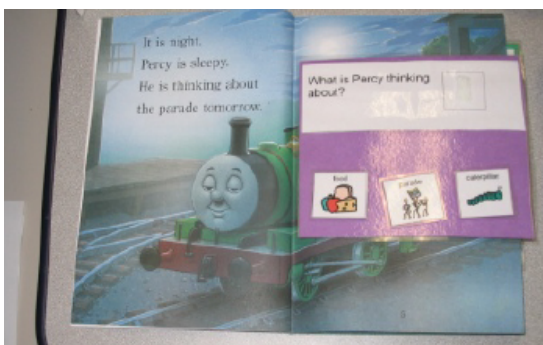 It is night.
Percy is sleepy.
He is thinking about
the parade tomorrow.
What is Percy thinking
about?
food
parade
caterpillar